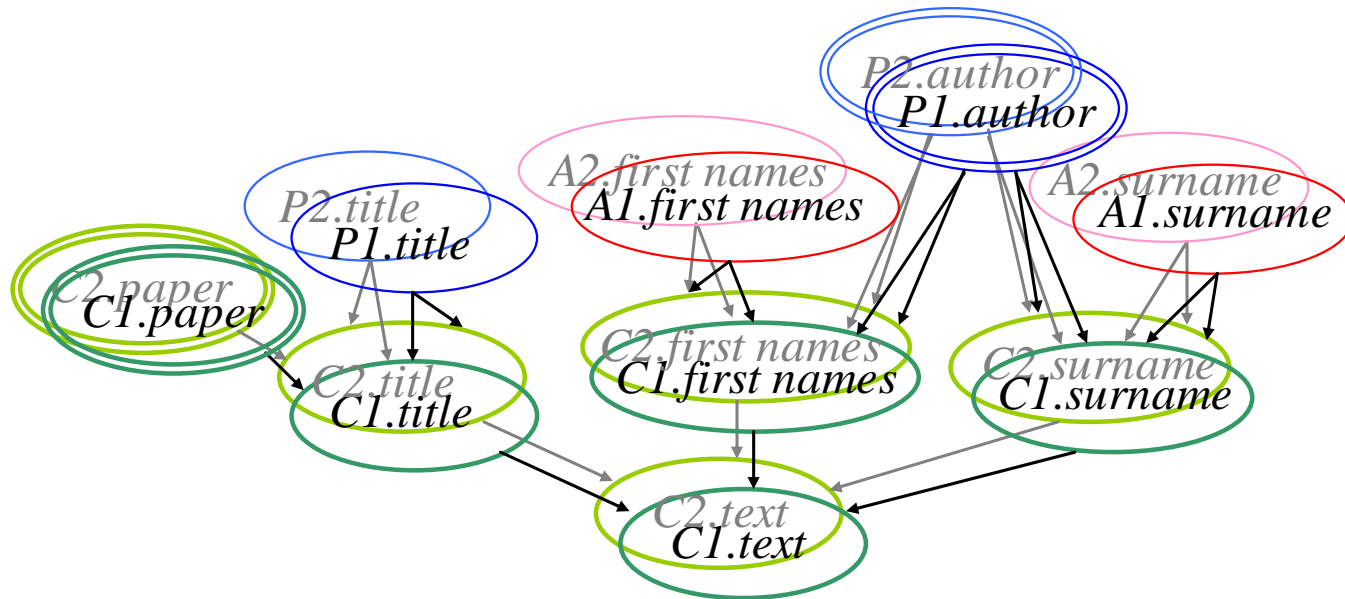 P2.author
P1.author
A2.first names
A1.first names
A2.surname
A1.surname
P2.title
P1.title
C2.paper
C1.paper
C2.title
C1.title
C2.first names
C1.first names
C2.surname
C1.surname
C2.text
C1.text